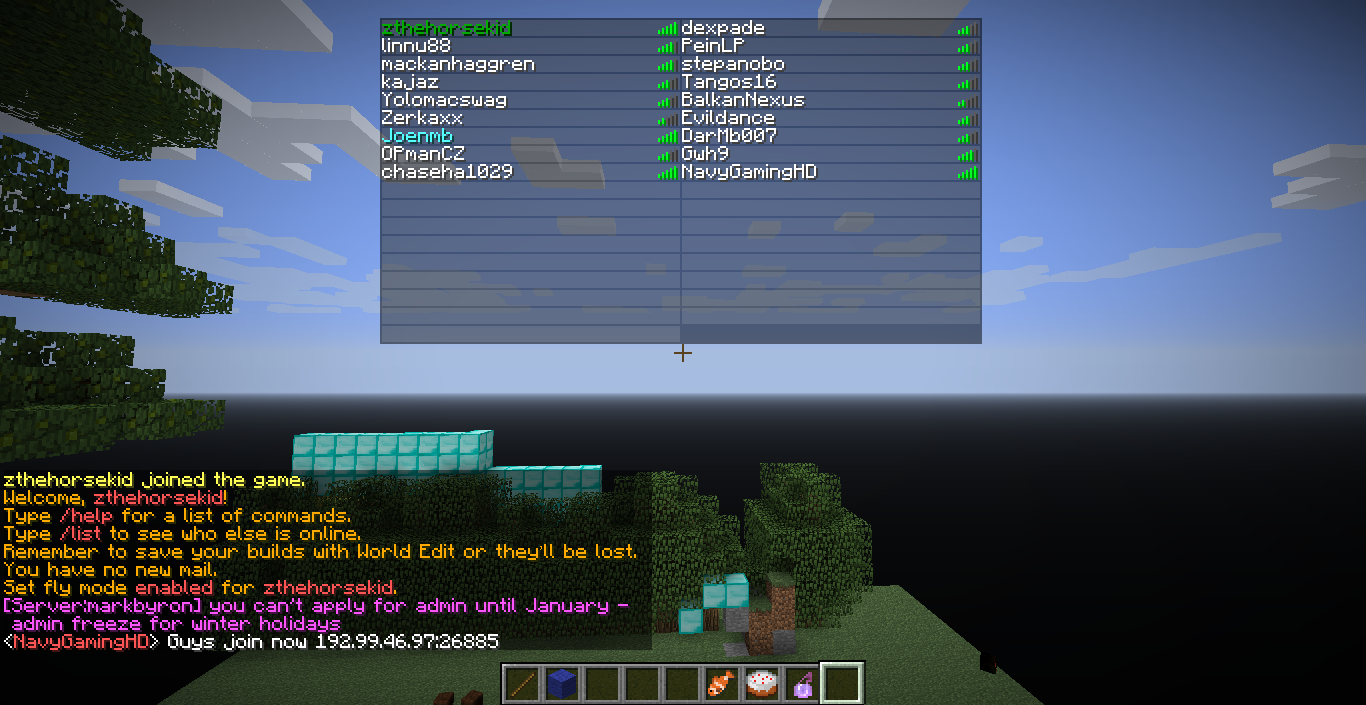 zthehorsekid dexpade
linnu88 PeinLP
mackanhaggren stepanobo
kajaz Tangos16
Yolomacswag BalkanNexus
Zerkaxx Evildance
Joenmb DarMb007
OPmanCZ Gwh9
chaseha1029 NavyGamingHD
zthehorsekid joined the game.
Welcome, zthehorsekid!
Type /help for a list of commands.
Type /list to see who else is online.
Remember to save your builds with World Edit or they'll be lost.
You have no new mail.
Set fly mode enabled for zthehorsekid.
[Server:markbyron] you can't apply for admin until January -
admin freeze for winter holidays
<NavyGamingHD> Guys join now 192.99.46.97:26885